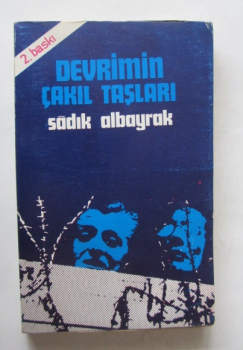 2. baskı
DEVRİMİN
ÇAKIL TAŞLARI
sâdık albayrak